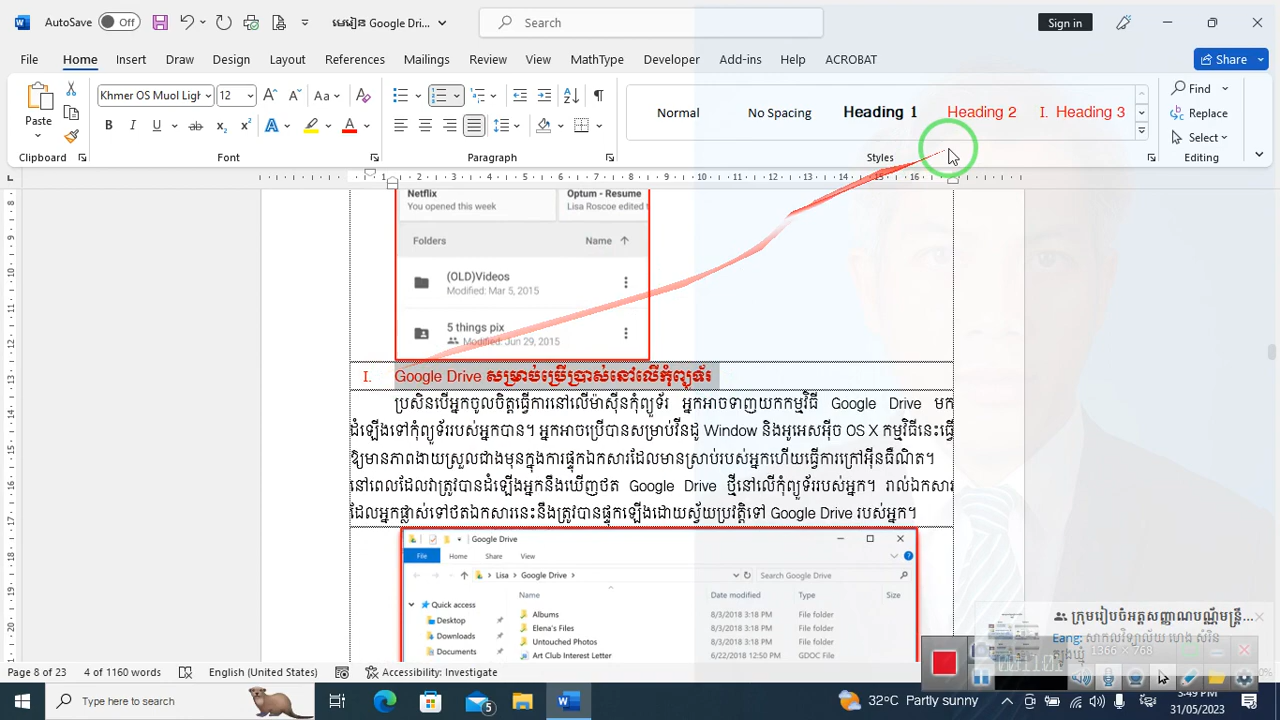 AutoSave Off
មេរៀន Google Dri...
Search
Sign in
File Home Insert Draw Design Layout References Mailings Review View MathType Developer Add-ins Help ACROBAT
Share
Paste
Khmer OS Muol Ligh 12
Normal
No Spacing
Heading 1
Heading 2
I. Heading 3
Find
Replace
Select
Clipboard Font Paragraph Styles Editing
Netflix
You opened this week
Optum - Resume
Lisa Roscoe edited t
Folders Name
(OLD)Videos
Modified: Mar 5, 2015
5 things pix
Modified: Jun 29, 2015
I. Google Drive សម្រាប់ប្រើប្រាស់នៅលើកុំព្យូទ័រ
ប្រសិនបើអ្នកចូលចិត្តធ្វើការនៅលើម៉ាស៊ីនកុំព្យូទ័រ អ្នកអាចទាញយកកម្មវិធី Google Drive មក
ដំឡើងទៅកុំព្យូទ័ររបស់អ្នកបាន។ អ្នកអាចប្រើបានសម្រាប់វីនដូ Window និងអូអេសអ៊ីច OS X កម្មវិធីនេះធ្វើ
ឱ្យមានភាពងាយស្រួលជាងមុនក្នុងការផ្ទុកឯកសារដែលមានស្រាប់របស់អ្នកហើយធ្វើការក្រៅអ៊ីនធឺណិត។
នៅពេលដែលវាត្រូវបានដំឡើងអ្នកនឹងឃើញថត Google Drive ថ្មីនៅលើកុំព្យូទ័ររបស់អ្នក។ រាល់ឯកសារ
ដែលអ្នកផ្លាស់ទៅថតឯកសារនេះនឹងត្រូវបានផ្ទុកឡើងដោយស្វ័យប្រវត្តិទៅ Google Drive របស់អ្នក។
Google Drive
File Home Share View
Lisa > Google Drive
Search Google Drive
Name Date modified Type Size
Quick access
Desktop
Downloads
Documents
Albums 8/3/2018 3:18 PM File folder
Elena's Files 8/3/2018 3:18 PM File folder
Untouched Photos 8/3/2018 3:18 PM File folder
Art Club Interest Letter 6/22/2018 12:50 PM GDOC File
Eang: សាកលវិទ្យាល័យ ហេង សំរិន
1366 x 768
Page 8 of 23 4 of 1160 words English (United States) Accessibility: Investigate
Type here to search
5
32°C Partly sunny
5:49 PM
31/05/2023